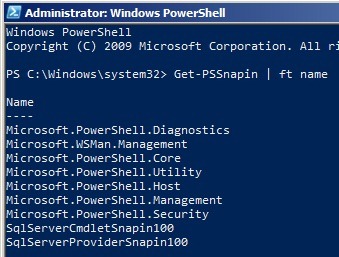 Administrator: Windows PowerShell
Windows PowerShell
Copyright (C) 2009 Microsoft Corporation. All
PS C:\Windows\system32> Get-PSSnapin | ft name
Name
----
Microsoft.PowerShell.Diagnostics
Microsoft.WSMan.Management
Microsoft.PowerShell.Core
Microsoft.PowerShell.Utility
Microsoft.PowerShell.Host
Microsoft.PowerShell.Management
Microsoft.PowerShell.Security
SqlServerCmdletSnapin100
SqlServerProviderSnapin100